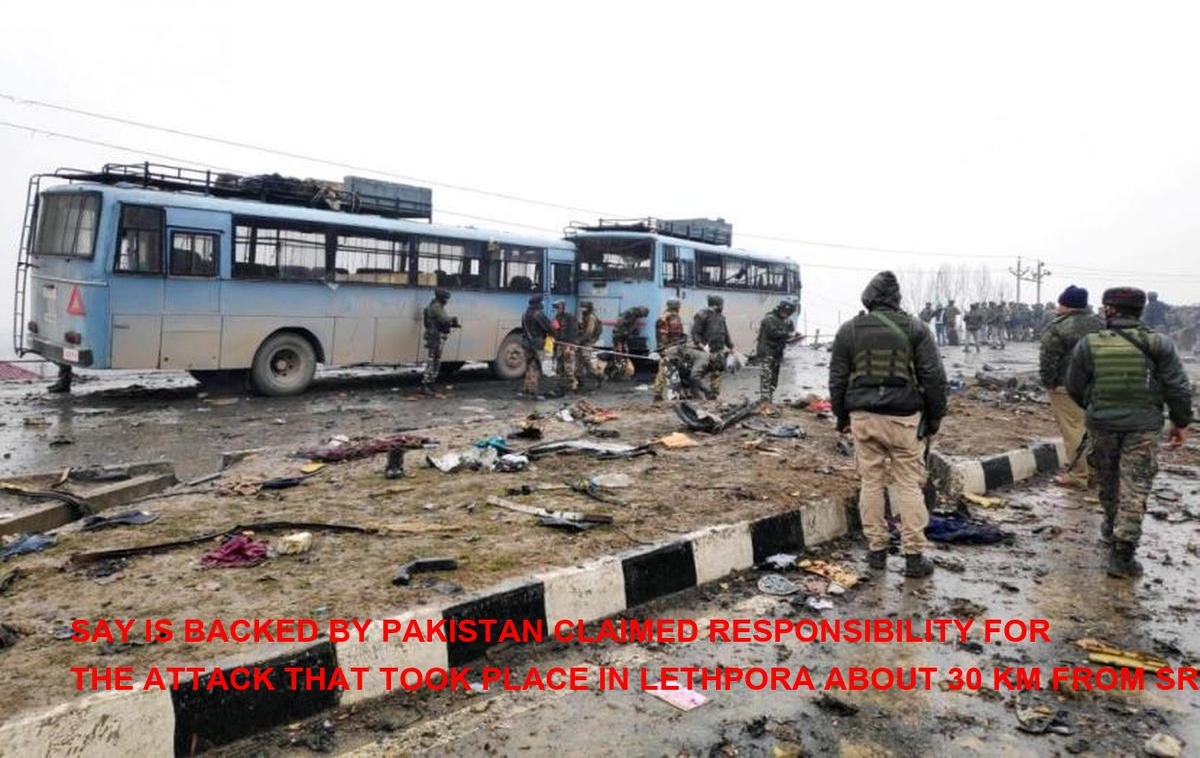 SAY IS BACKED BY PAKISTAN CLAIMED RESPONSIBILITY FOR
THE ATTACK THAT TOOK PLACE IN LETHPORA ABOUT 30 KM FROM SR